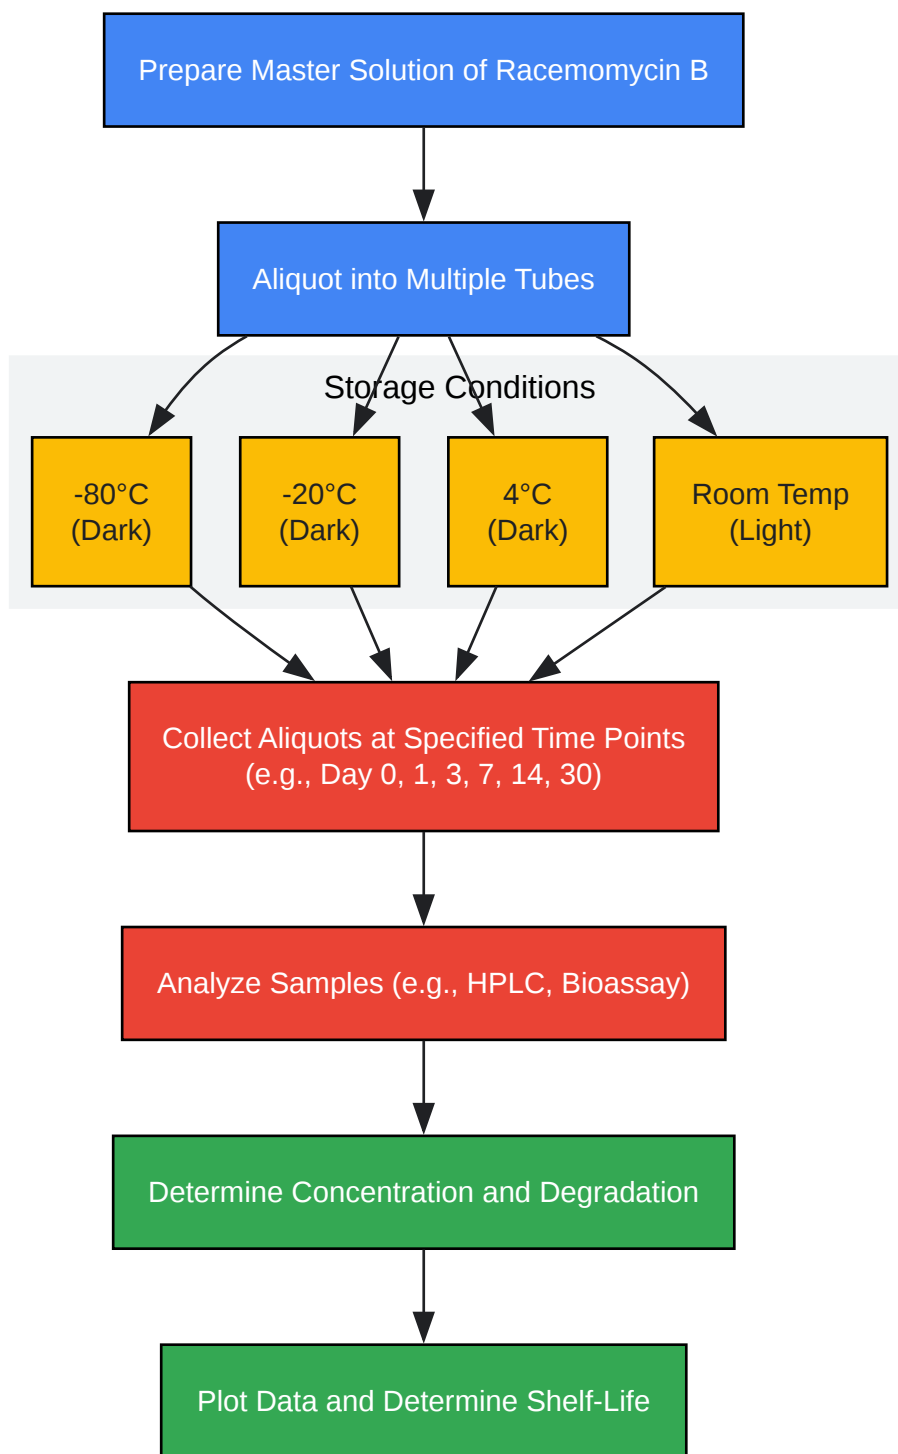 Prepare Master Solution of Racemomycin B
Aliquot into Multiple Tubes
Storage Conditions
-80°C
(Dark)
-20°C
(Dark)
4°C
(Dark)
Room Temp
(Light)
Collect Aliquots at Specified Time Points
(e.g., Day 0, 1, 3, 7, 14, 30)
Analyze Samples (e.g., HPLC, Bioassay)
Determine Concentration and Degradation
Plot Data and Determine Shelf-Life